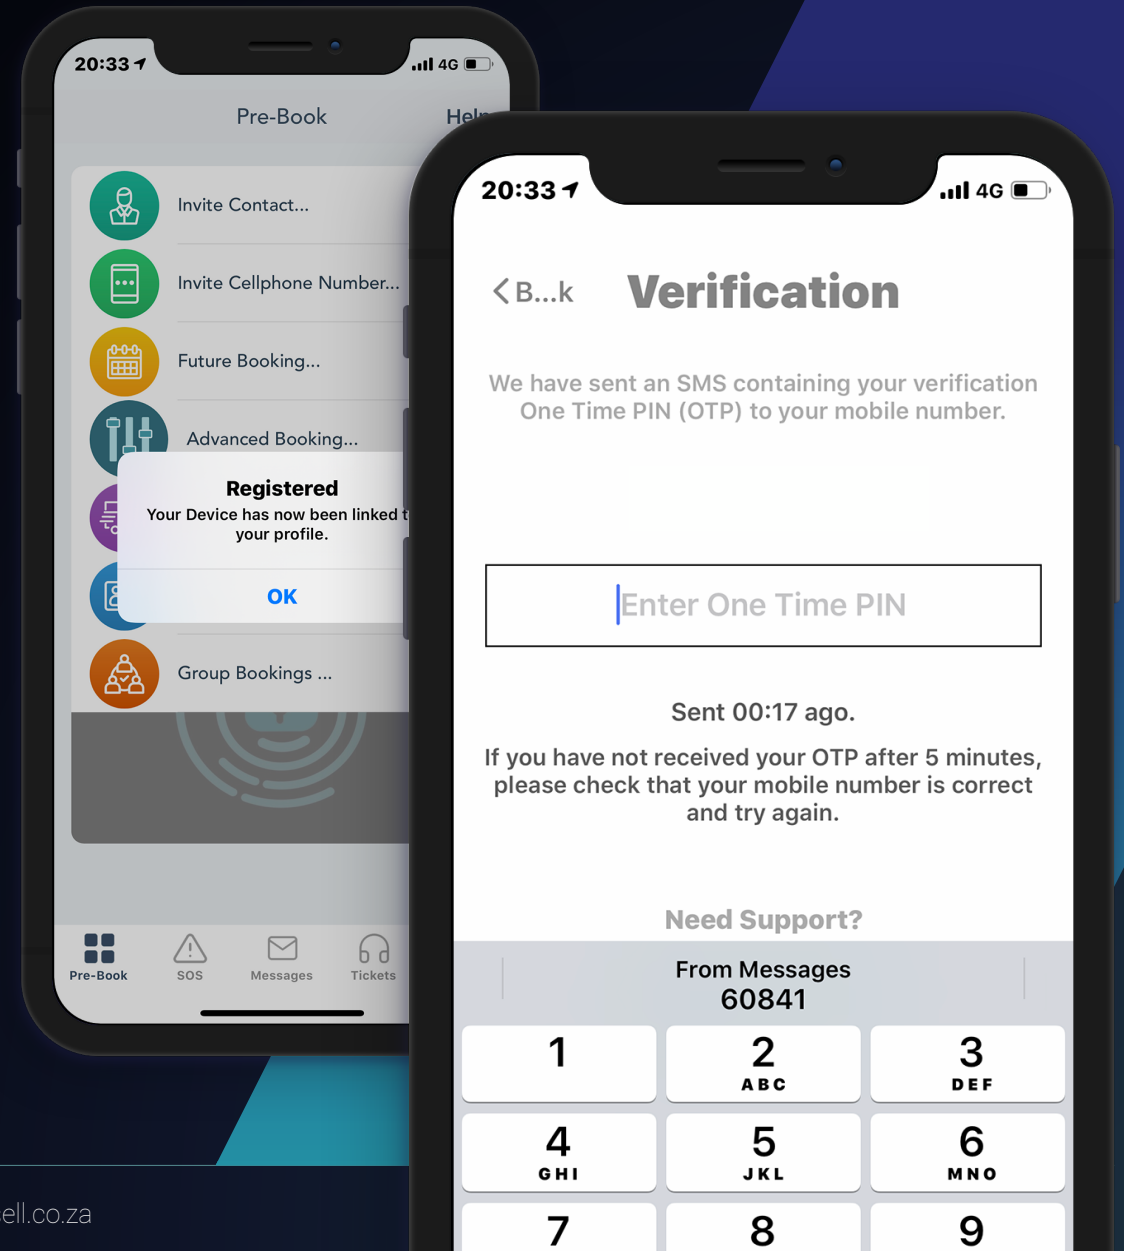 20:33
4G
Pre-Book
Invite Contact...
Invite Cellphone Number...
Future Booking...
Advanced Booking...
Registered
Your Device has now been linked
your profile.
OK
Group Bookings ...
Pre-Book
SOS
Messages
Tickets
20:33
4G
B...k
Verification
We have sent an SMS containing your verification
One Time PIN (OTP) to your mobile number.
Enter One Time PIN
Sent 00:17 ago.
If you have not received your OTP after 5 minutes,
please check that your mobile number is correct
and try again.
Need Support?
From Messages
60841
1
2
ABC
3
DEF
4
GHI
5
JKL
6
MNO
7
8
9
ell.co.za